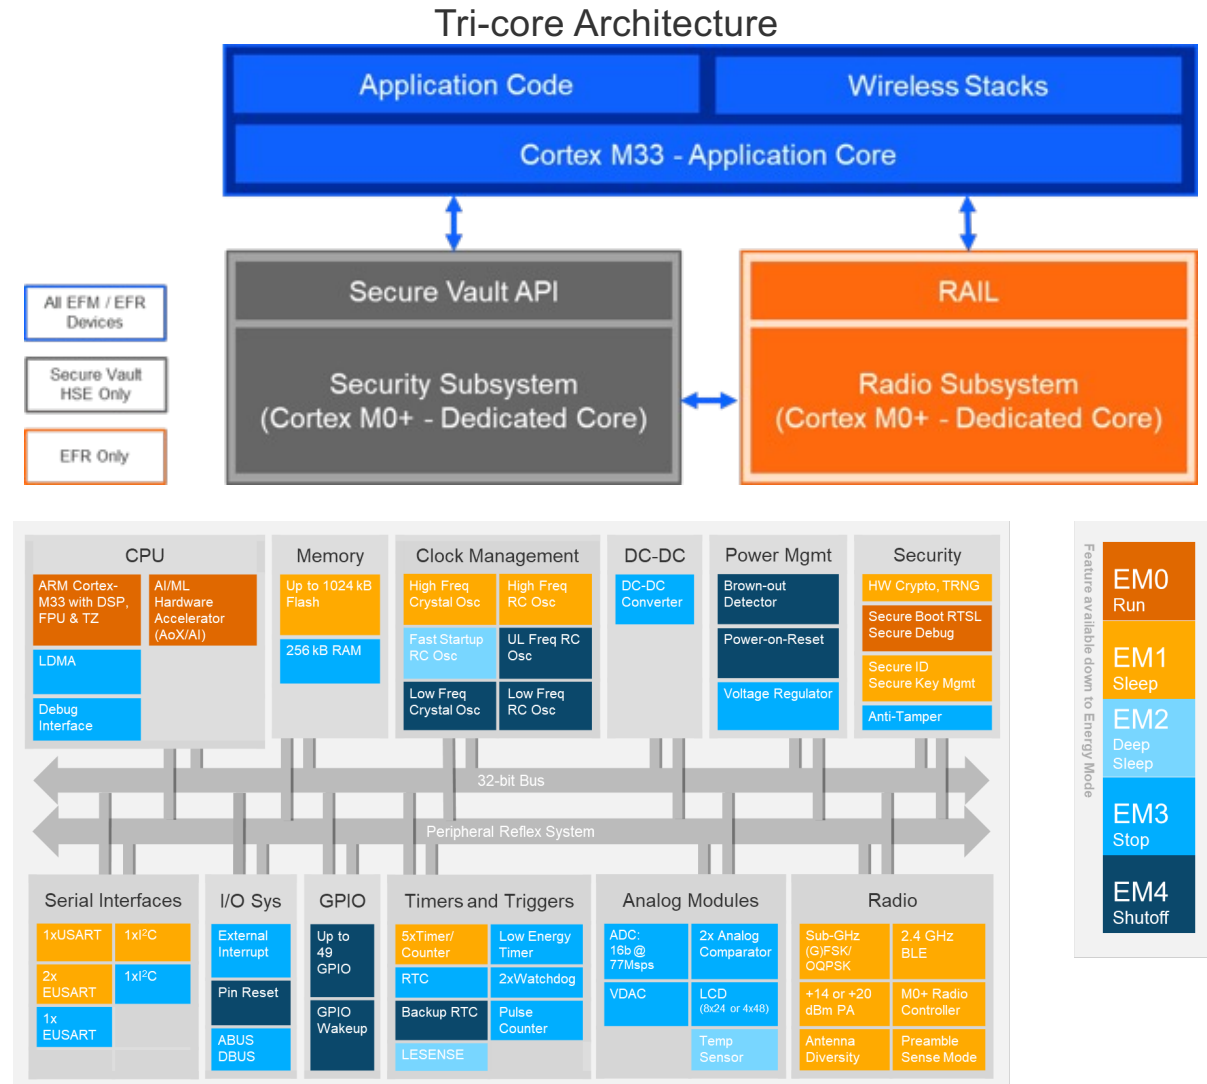 Tri-core Architecture
Application Code
Wireless Stacks
Cortex M33 - Application Core
All EFM / EFR
Devices
Secure Vault
HSE Only
EFR Only
Secure Vault API
Security Subsystem
(Cortex M0+ - Dedicated Core)
RAIL
Radio Subsystem
(Cortex M0+ - Dedicated Core)
CPU
ARM Cortex-
M33 with DSP,
FPU & TZ
AI/ML
Hardware
Accelerator
(AoX/AI)
LDMA
Debug
Interface
Memory
Up to 1024 kB
Flash
256 kB RAM
Clock Management
High Freq
Crystal Osc
High Freq
RC Osc
Fast Startup
RC Osc
UL Freq RC
Osc
Low Freq
Crystal Osc
Low Freq
RC Osc
DC-DC
DC-DC
Converter
Power Mgmt
Brown-out
Detector
Power-on-Reset
Voltage Regulator
Security
HW Crypto, TRNG
Secure Boot RTSL
Secure Debug
Secure ID
Secure Key Mgmt
Anti-Tamper
32-bit Bus
Peripheral Reflex System
Serial Interfaces
1xUSART
1xI²C
2x
EUSART
1xI²C
1x
EUSART
I/O Sys
External
Interrupt
Pin Reset
ABUS
DBUS
GPIO
Up to
49
GPIO
GPIO
Wakeup
Timers and Triggers
5xTimer/
Counter
Low Energy
Timer
RTC
2xWatchdog
Backup RTC
Pulse
Counter
LESENSE
Analog Modules
ADC:
16b @
77Msps
2x Analog
Comparator
VDAC
LCD
(8x24 or 4x48)
Temp
Sensor
Radio
Sub-GHz
(G)FSK/
OQPSK
2.4 GHz
BLE
+14 or +20
dBm PA
M0+ Radio
Controller
Antenna
Diversity
Preamble
Sense Mode
Feature available down to Energy Mode
EM0
Run
EM1
Sleep
EM2
Deep
Sleep
EM3
Stop
EM4
Shutoff